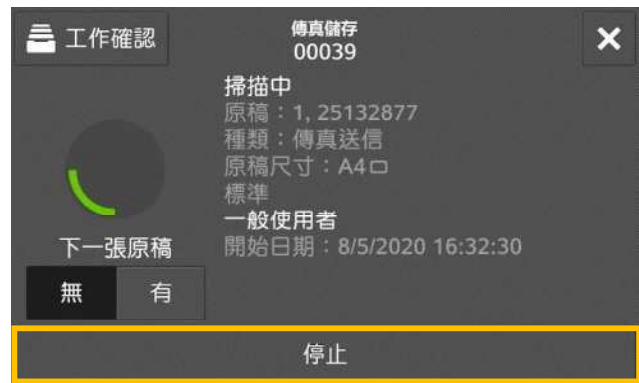 工作確認
傳真儲存
00039
掃描中
原稿：1, 25132877
種類：傳真送信
原稿尺寸：A4
標準
一般使用者
開始日期：8/5/2020 16:32:30
下一張原稿
無 有
停止